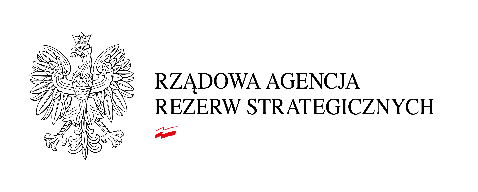 RZĄDOWA AGENCJA
REZERW STRATEGICZNYCH